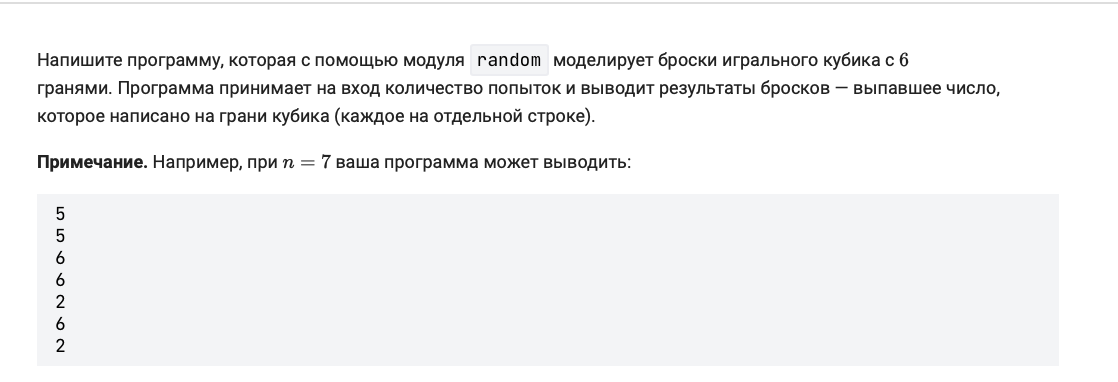 Напишите программу, которая с помощью модуля random моделирует броски игрального кубика с 6
гранями. Программа принимает на вход количество попыток и выводит результаты бросков — выпавшее число,
которое написано на грани кубика (каждое на отдельной строке).
Примечание. Например, при n = 7 ваша программа может выводить:
5
5
6
6
2
6
2